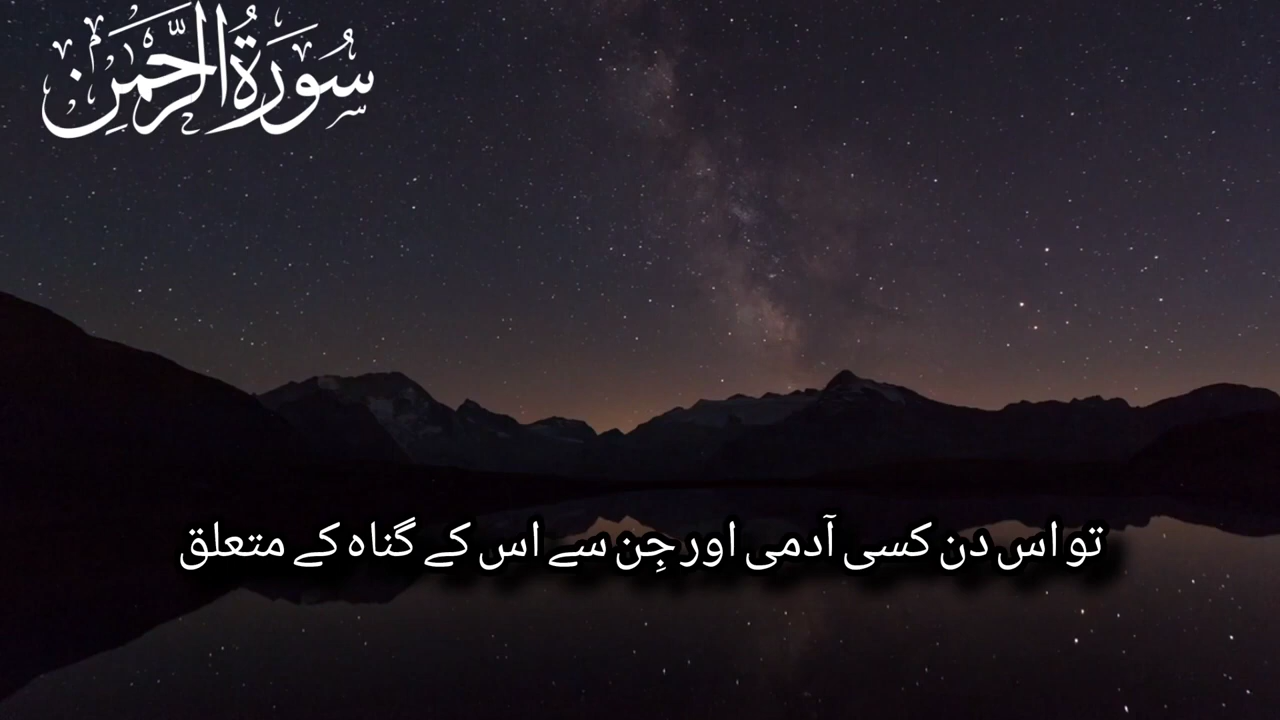 سُورَةُ الرَّحْمَٰن
تو اس دن کسی آدمی اور جِن سے اس کے گناہ کے متعلق